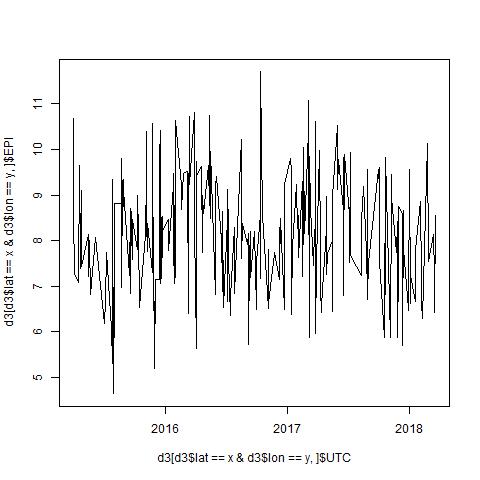 d3[d3$lat == x & d3$lon == y, ]$EPI
11
10
9
8
7
6
5
2016 2017 2018
d3[d3$lat == x & d3$lon == y, ]$UTC